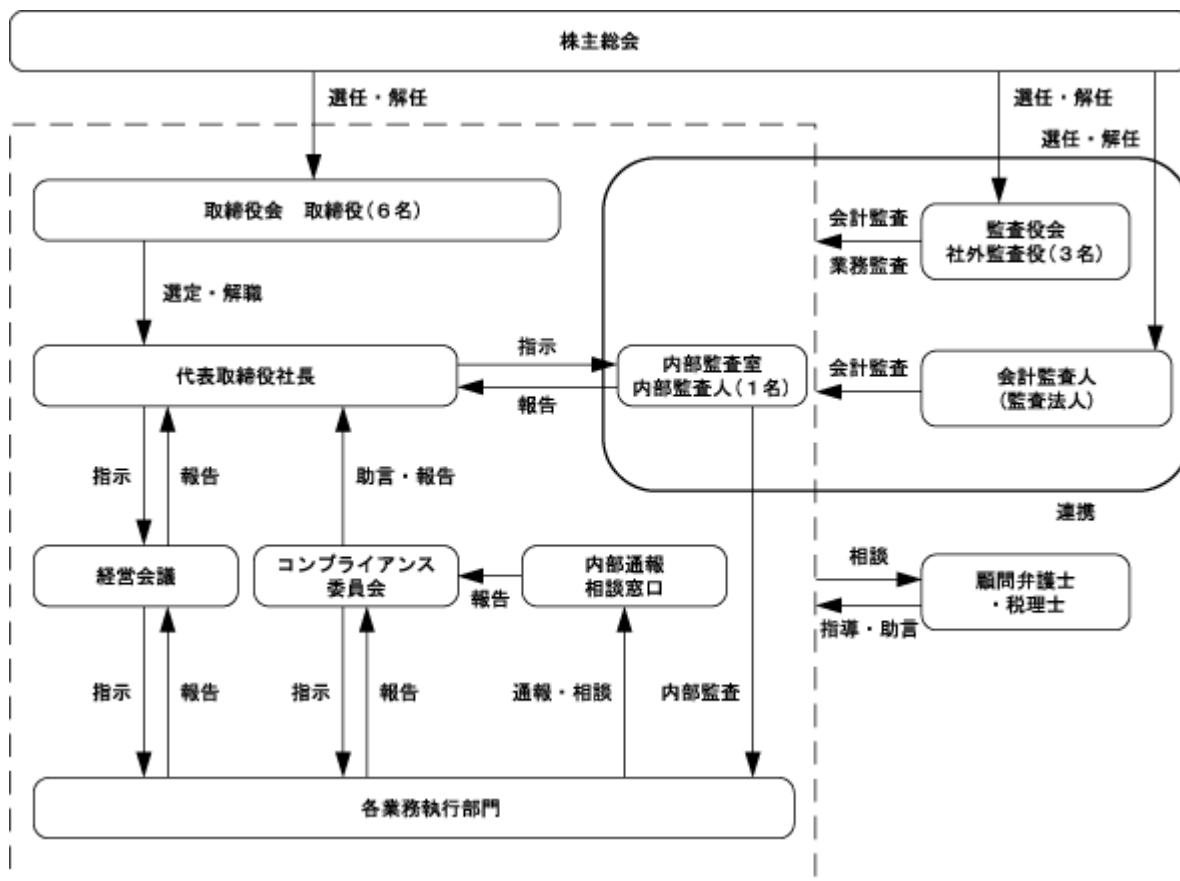 株主総会
選任・解任
選任・解任
選任・解任
取締役会　取締役（６名）
会計監査
業務監査
監査役会
社外監査役（３名）
選定・解職
代表取締役社長
指示
報告
内部監査室
内部監査人（１名）
会計監査
会計監査人
（監査法人）
指示
報告
助言・報告
連携
経営会議
コンプライアンス
委員会
報告
内部通報
相談窓口
相談
指導・助言
顧問弁護士
・税理士
指示
報告
指示
報告
通報・相談
内部監査
各業務執行部門